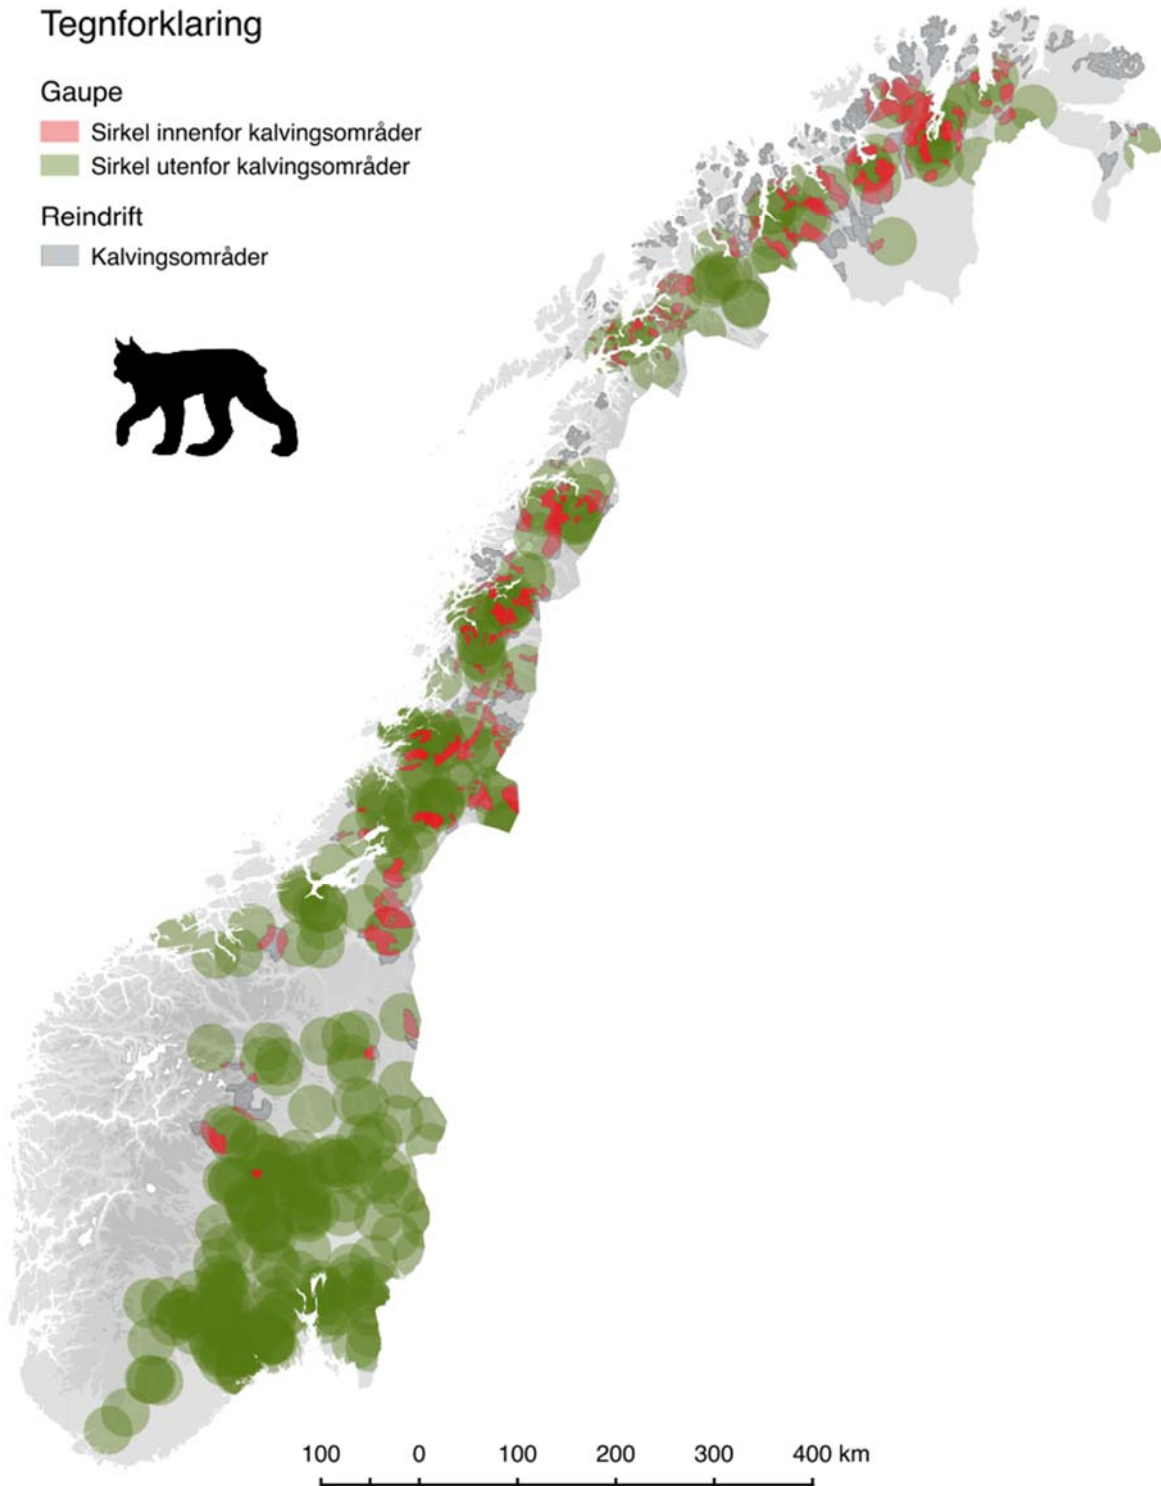 Tegnforklaring
Gaupe
Sirkel innenfor kalvingsområder
Sirkel utenfor kalvingsområder
Reindrift
Kalvingsområder
100 0 100 200 300 400 km